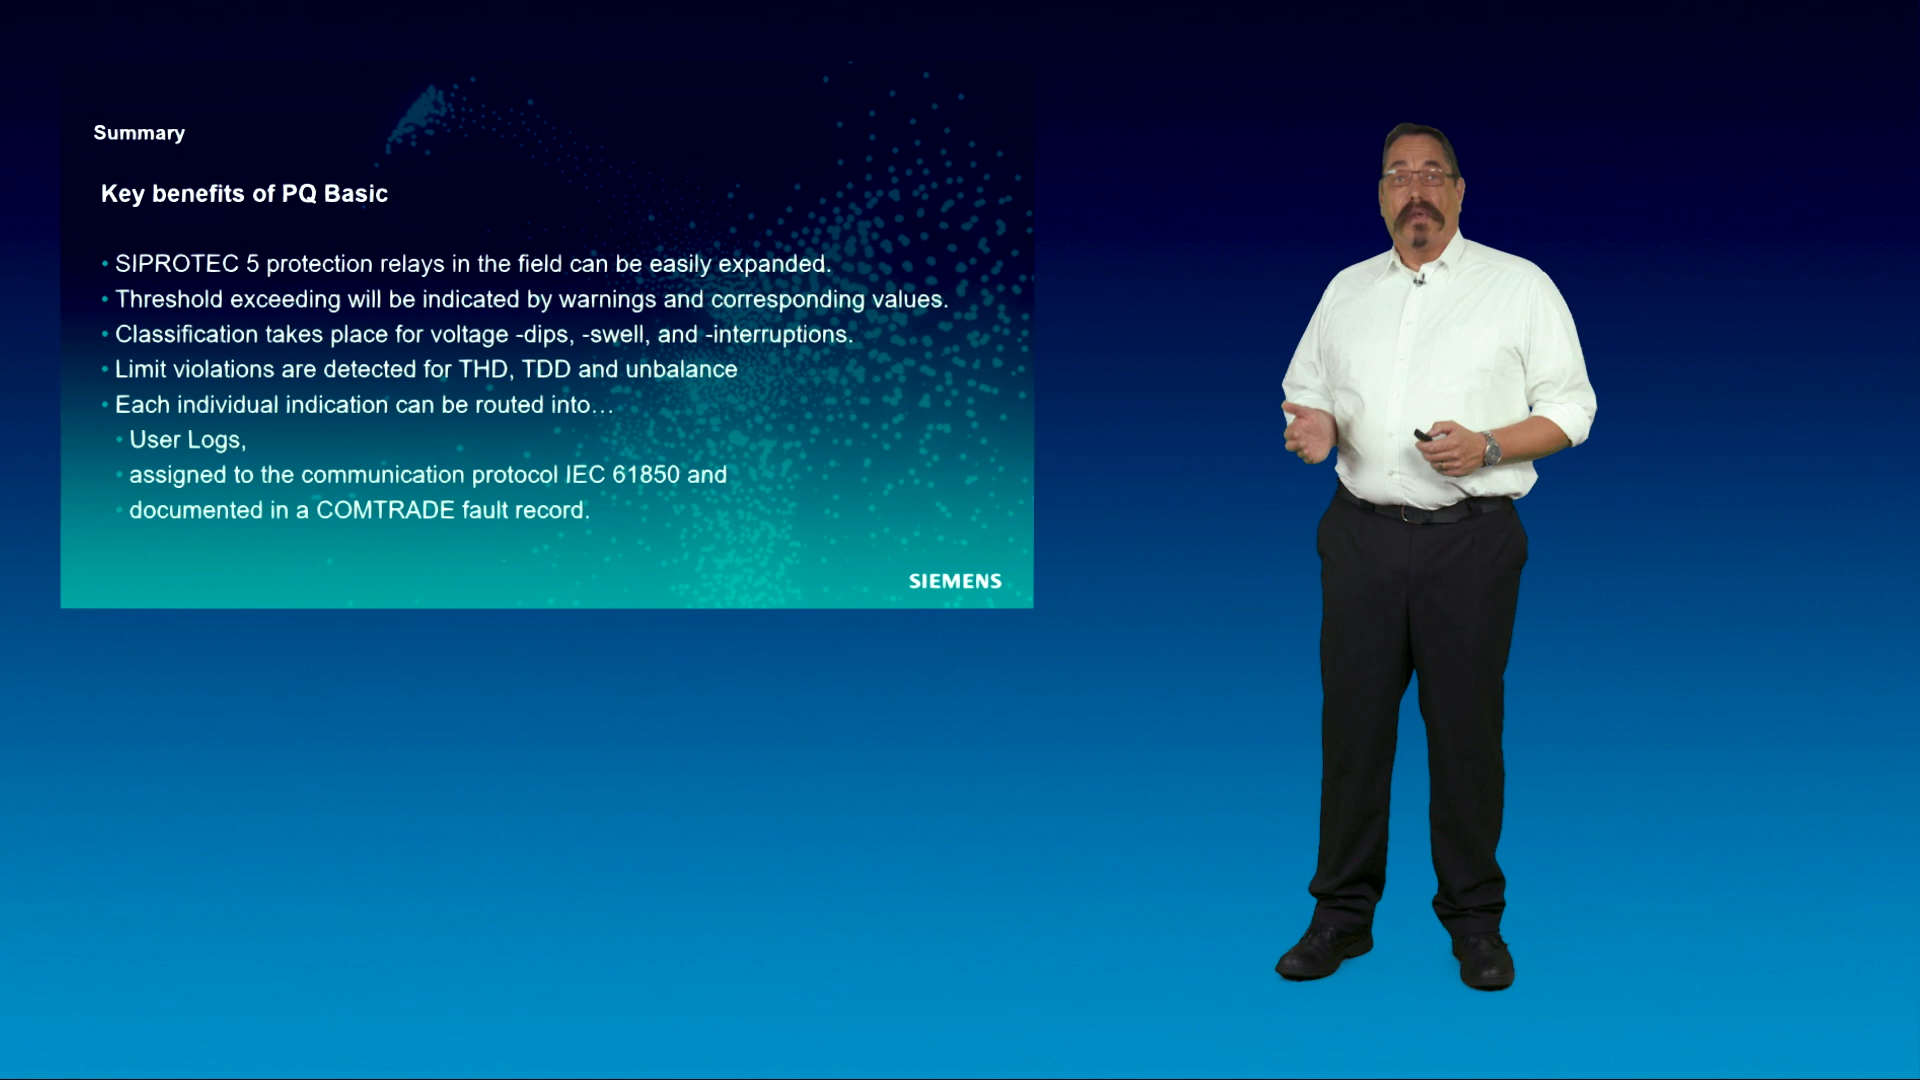 Summary
Key benefits of PQ Basic
• SIPROTEC 5 protection relays in the field can be easily expanded.
• Threshold exceeding will be indicated by warnings and corresponding values.
• Classification takes place for voltage -dips, -swell, and -interruptions.
• Limit violations are detected for THD, TDD and unbalance
• Each individual indication can be routed into…
• User Logs,
• assigned to the communication protocol IEC 61850 and
• documented in a COMTRADE fault record.
SIEMENS